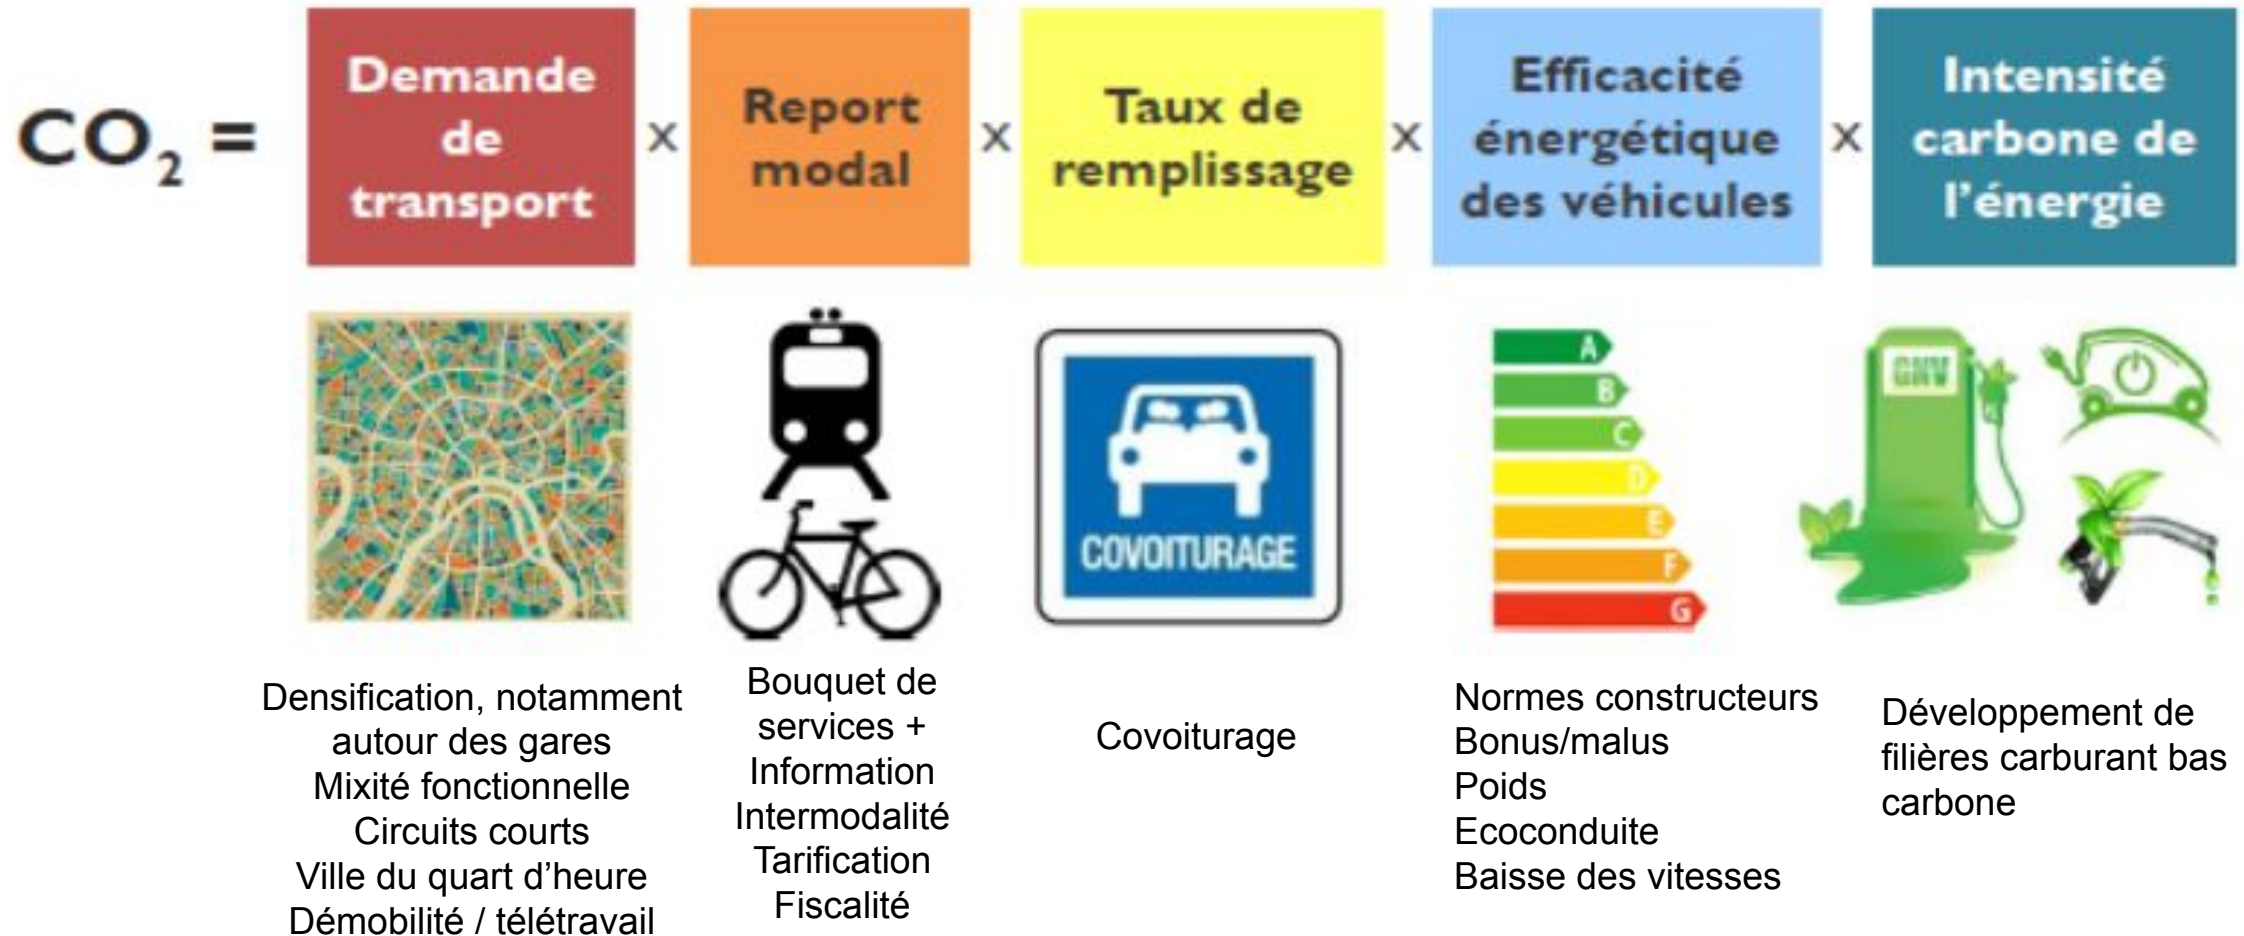 CO₂ =
Demande
de
transport
x
Report
modal
x
Taux de
remplissage
x
Efficacité
énergétique
des véhicules
x
Intensité
carbone de
l’énergie
COVOITURAGE
A
B
C
D
E
F
G
GNV
Densification, notamment
autour des gares
Mixité fonctionnelle
Circuits courts
Ville du quart d’heure
Démobilité / télétravail
Bouquet de
services +
Information
Intermodalité
Tarification
Fiscalité
Covoiturage
Normes constructeurs
Bonus/malus
Poids
Ecoconduite
Baisse des vitesses
Développement de
filières carburant bas
carbone